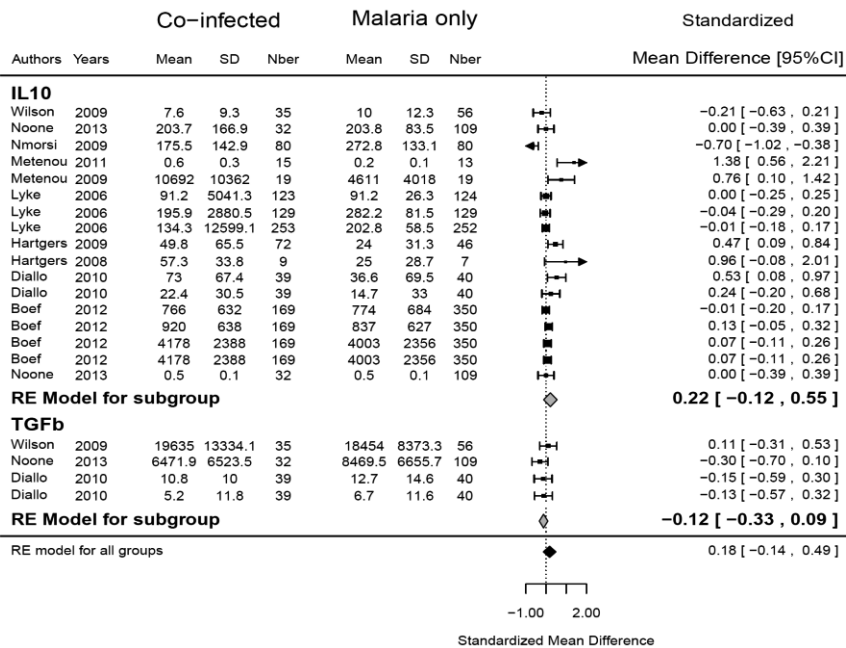 Co−infected Malaria only Standardized
Authors Years Mean SD Nber Mean SD Nber Mean Difference [95%CI]
IL10
Wilson 2009 7.6 9.3 35 10 12.3 56 −0.21 [ −0.63 , 0.21 ]
Noone 2013 203.7 166.9 32 203.8 83.5 109 0.00 [ −0.39 , 0.39 ]
Nmorsi 2009 175.5 142.9 80 272.8 133.1 80 −0.70 [ −1.02 , −0.38 ]
Metenou 2011 0.6 0.3 15 0.2 0.1 13 1.38 [ 0.56 , 2.21 ]
Metenou 2009 10692 10362 19 4611 4018 19 0.76 [ 0.10 , 1.42 ]
Lyke 2006 91.2 5041.3 123 91.2 26.3 124 0.00 [ −0.25 , 0.25 ]
Lyke 2006 195.9 2880.5 129 282.2 81.5 129 −0.04 [ −0.29 , 0.20 ]
Lyke 2006 134.3 12599.1 253 202.8 58.5 252 −0.01 [ −0.18 , 0.17 ]
Hartgers 2009 49.8 65.5 72 24 31.3 46 0.47 [ 0.09 , 0.84 ]
Hartgers 2008 57.3 33.8 9 25 28.7 7 0.96 [ −0.08 , 2.01 ]
Diallo 2010 73 67.4 39 36.6 69.5 40 0.53 [ 0.08 , 0.97 ]
Diallo 2010 22.4 30.5 39 14.7 33 40 0.24 [ −0.20 , 0.68 ]
Boef 2012 766 632 169 774 684 350 −0.01 [ −0.20 , 0.17 ]
Boef 2012 920 638 169 837 627 350 0.13 [ −0.05 , 0.32 ]
Boef 2012 4178 2388 169 4003 2356 350 0.07 [ −0.11 , 0.26 ]
Boef 2012 4178 2388 169 4003 2356 350 0.07 [ −0.11 , 0.26 ]
Noone 2013 0.5 0.1 32 0.5 0.1 109 0.00 [ −0.39 , 0.39 ]
RE Model for subgroup 0.22 [ −0.12 , 0.55 ]
TGFb
Wilson 2009 19635 13334.1 35 18454 8373.3 56 0.11 [ −0.31 , 0.53 ]
Noone 2013 6471.9 6523.5 32 8469.5 6655.7 109 −0.30 [ −0.70 , 0.10 ]
Diallo 2010 10.8 10 39 12.7 14.6 40 −0.15 [ −0.59 , 0.30 ]
Diallo 2010 5.2 11.8 39 6.7 11.6 40 −0.13 [ −0.57 , 0.32 ]
RE Model for subgroup −0.12 [ −0.33 , 0.09 ]
RE model for all groups 0.18 [ −0.14 , 0.49 ]
−1.00 2.00
Standardized Mean Difference